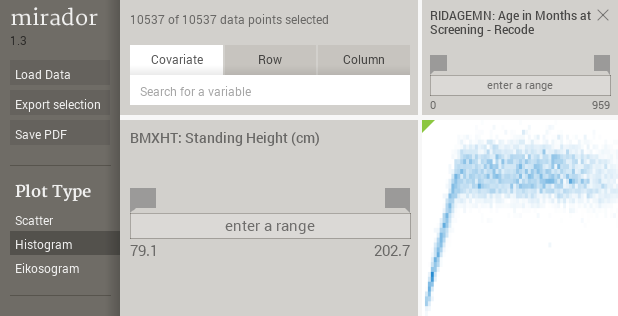 mirador
1.3
Load Data
Export selection
Save PDF
Plot Type
Scatter
Histogram
Eikosogram
10537 of 10537 data points selected
Covariate
Row
Column
Search for a variable
BMXHT: Standing Height (cm)
enter a range
79.1
202.7
RIDAGEMN: Age in Months at
Screening - Recode
enter a range
0
959